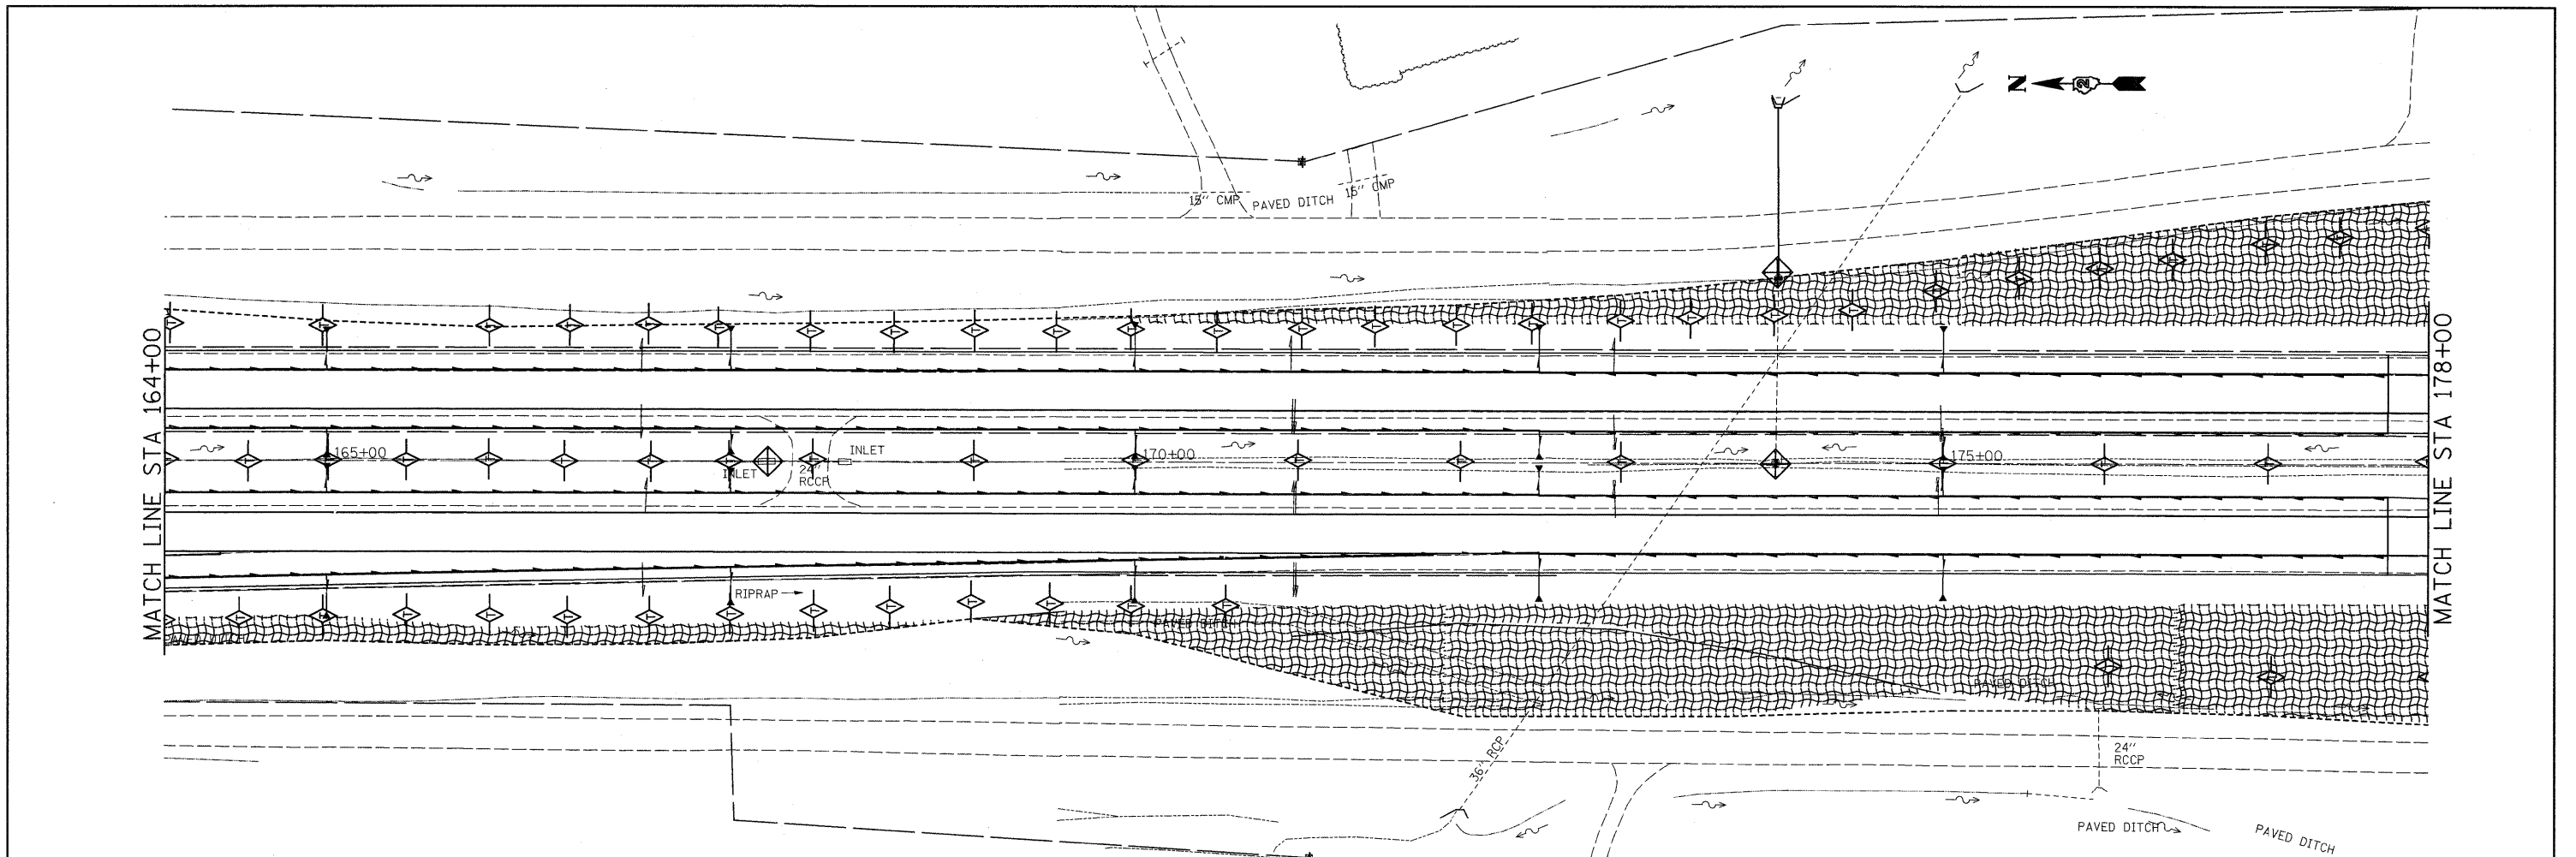 N
15" CMP
PAVED DITCH
15" CMP
MATCH LINE STA 164+00
MATCH LINE STA 178+00
165+00
INLET
INLET
24"
RCCP
170+00
175+00
RIPRAP
PAVED DITCH
PAVED DITCH
PAVED DITCH
36" RCP
24"
RCCP
PAVED DITCH
PAVED DITCH